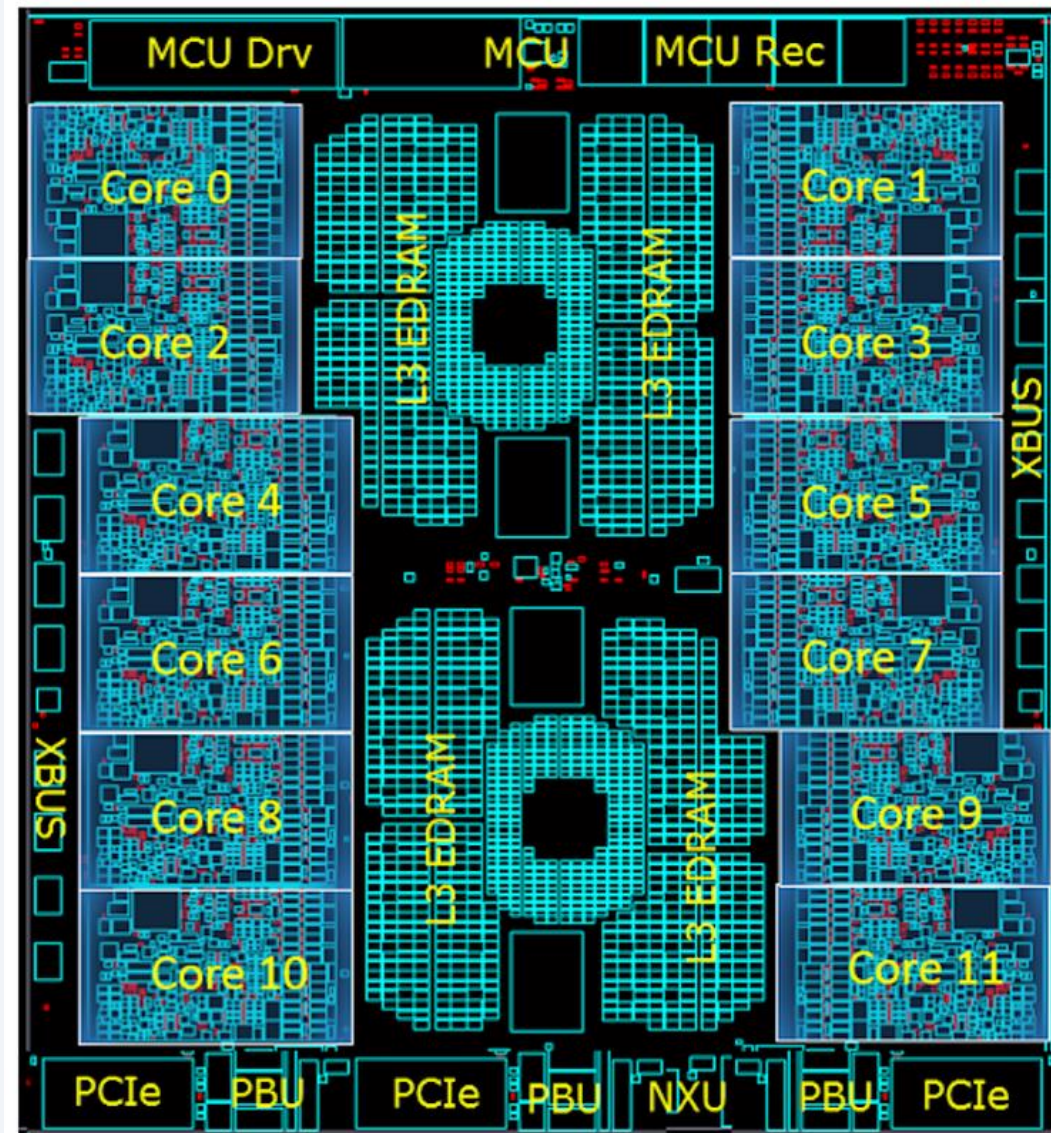 MCU Drv
MCU
MCU Rec
Core 0
Core 1
L3 EDRAM
L3 EDRAM
Core 2
Core 3
XBUS
Core 4
Core 5
Core 6
Core 7
XBUS
Core 8
L3 EDRAM
L3 EDRAM
Core 9
Core 10
Core 11
PCIe
PBU
PCIe
PBU
NXU
PBU
PCIe